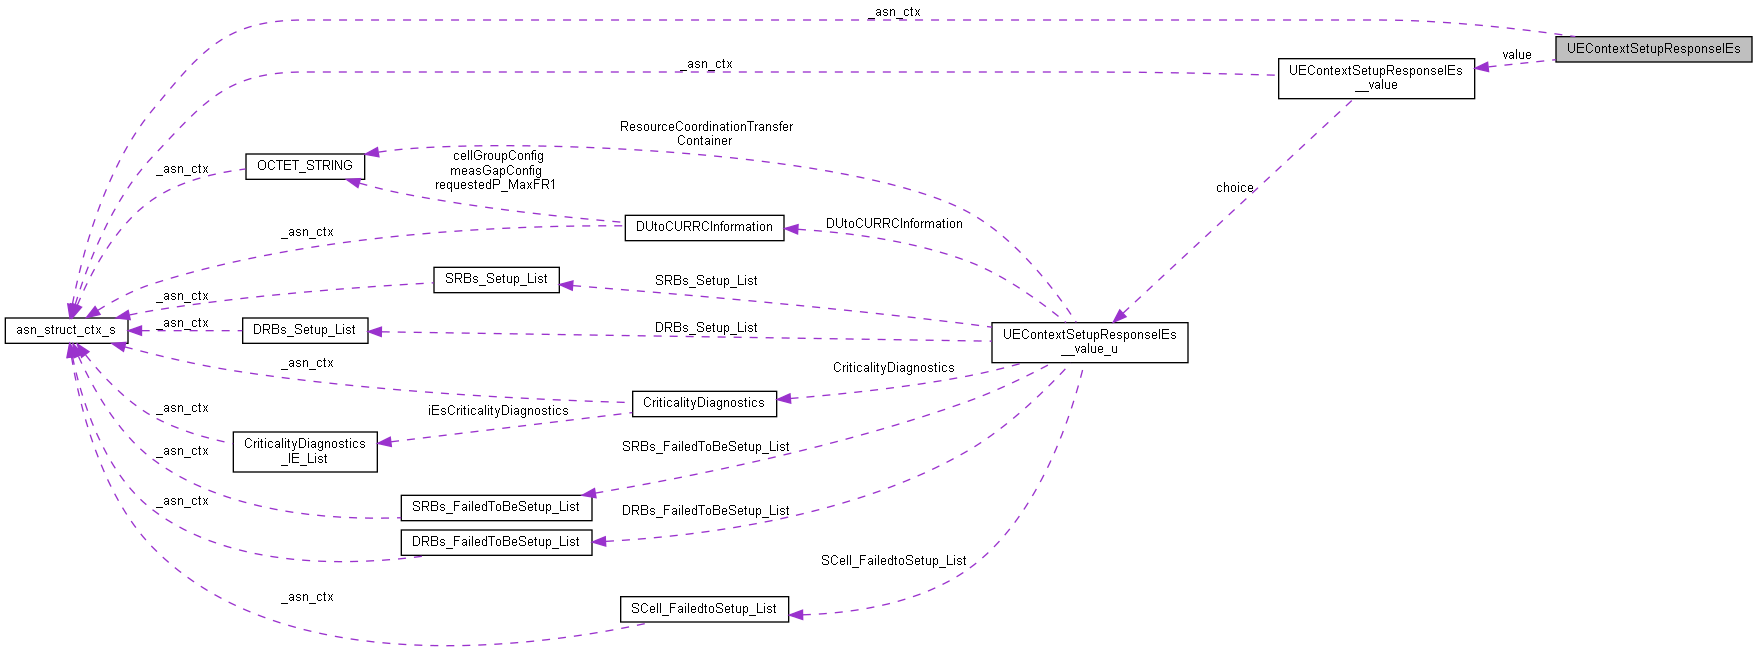 _asn_ctx
UEContextSetupResponseIEs
value
_asn_ctx
UEContextSetupResponseIEs
__value
ResourceCoordinationTransfer
Container
cellGroupConfig
measGapConfig
requestedP_MaxFR1
OCTET_STRING
_asn_ctx
choice
DUtoCURRCInformation
DUtoCURRCInformation
_asn_ctx
SRBs_Setup_List
SRBs_Setup_List
_asn_ctx
asn_struct_ctx_s
_asn_ctx
DRBs_Setup_List
DRBs_Setup_List
UEContextSetupResponseIEs
__value_u
_asn_ctx
CriticalityDiagnostics
CriticalityDiagnostics
_asn_ctx
iEsCriticalityDiagnostics
CriticalityDiagnostics
_IE_List
_asn_ctx
SRBs_FailedToBeSetup_List
SRBs_FailedToBeSetup_List
_asn_ctx
DRBs_FailedToBeSetup_List
DRBs_FailedToBeSetup_List
SCell_FailedtoSetup_List
_asn_ctx
SCell_FailedtoSetup_List